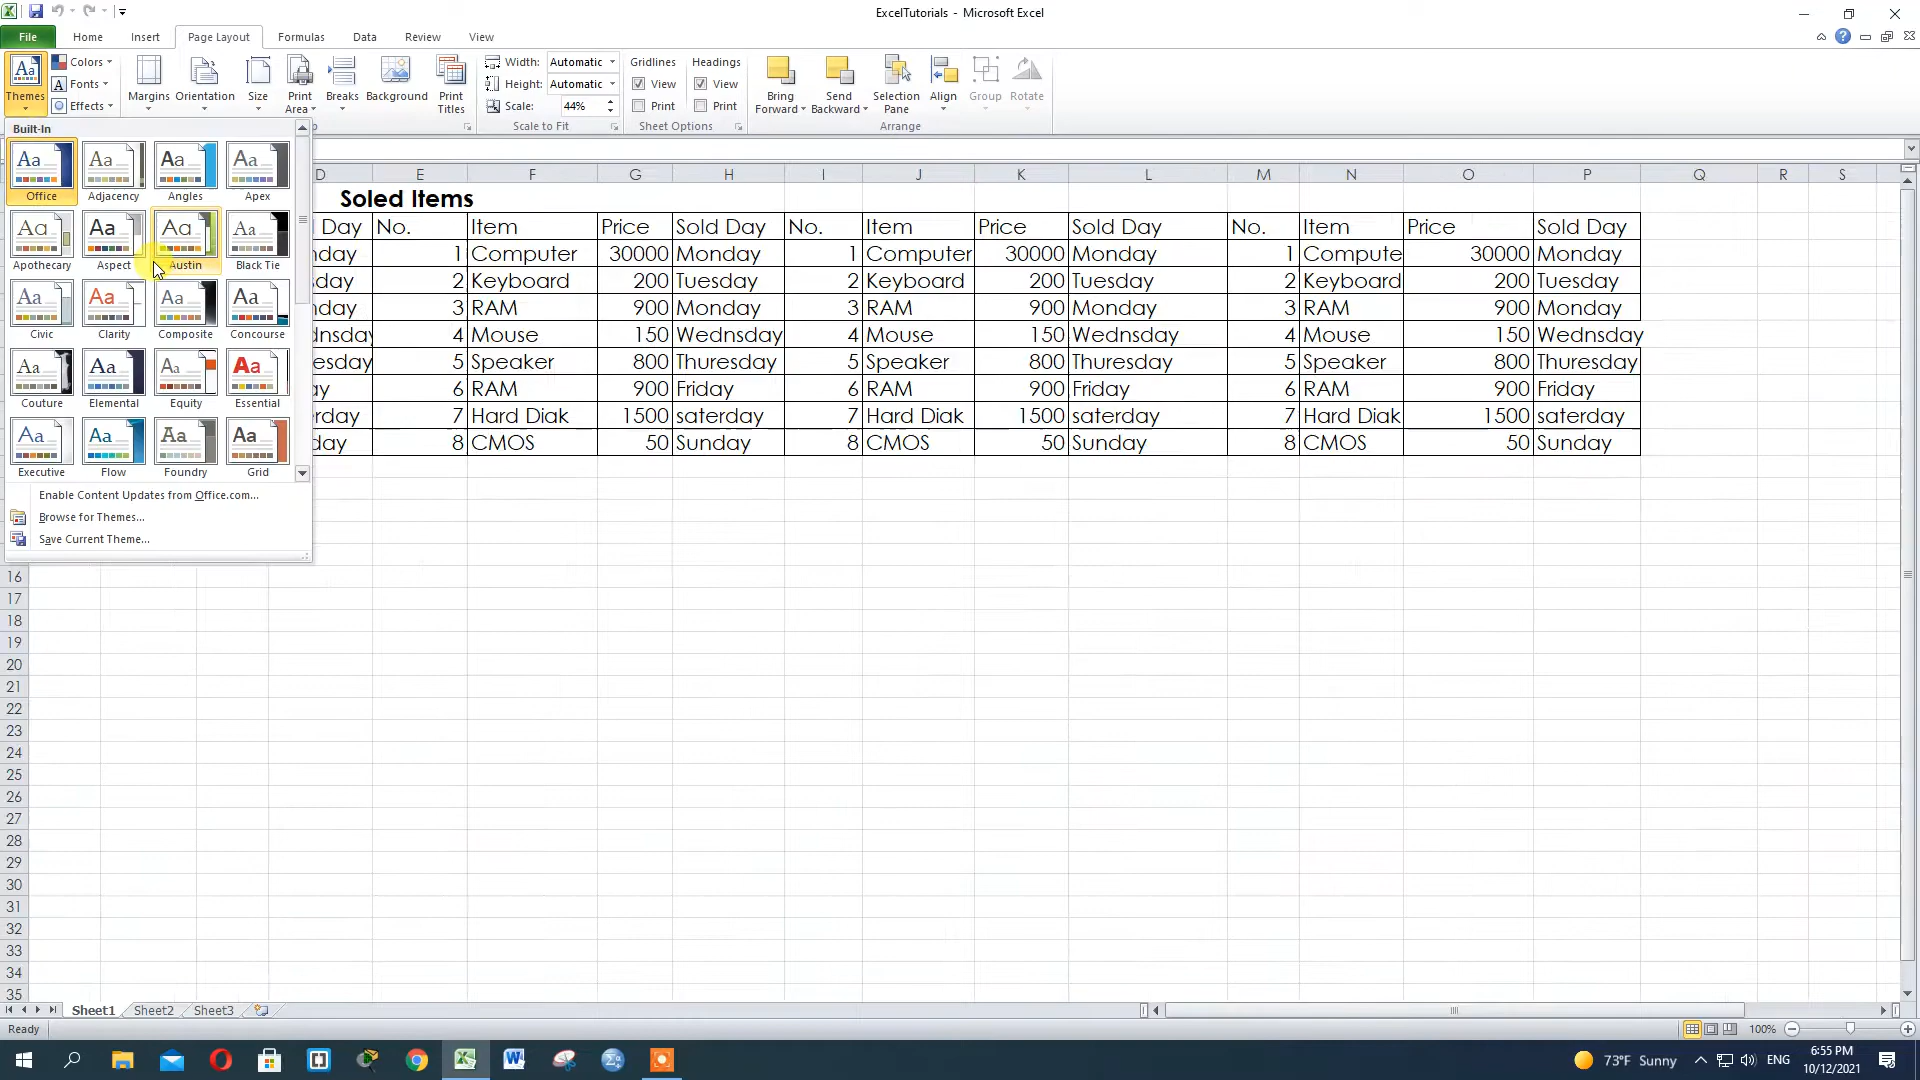 ExcelTutorials - Microsoft Excel
File Home Insert Page Layout Formulas Data Review View
Themes
Colors
Fonts
Effects
Margins Orientation Size Print Area Breaks Background Print Titles
Width: Automatic
Height: Automatic
Scale: 44%
Gridlines Headings
View View
Print Print
Bring Forward Send Backward Selection Pane Align Group Rotate
Scale to Fit Sheet Options Arrange
Built-In
Office Adjacency Angles Apex
Apothecary Aspect Austin Black Tie
Civic Clarity Composite Concourse
Couture Elemental Equity Essential
Executive Flow Foundry Grid
Enable Content Updates from Office.com...
Browse for Themes...
Save Current Theme...
D E F G H I J K L M N O P Q R S
Soled Items
Day No. Item Price Sold Day No. Item Price Sold Day No. Item Price Sold Day
nday 1 Computer 30000 Monday 1 Computer 30000 Monday 1 Compute 30000 Monday
sday 2 Keyboard 200 Tuesday 2 Keyboard 200 Tuesday 2 Keyboard 200 Tuesday
nday 3 RAM 900 Monday 3 RAM 900 Monday 3 RAM 900 Monday
dnsday 4 Mouse 150 Wednsday 4 Mouse 150 Wednsday 4 Mouse 150 Wednsday
esday 5 Speaker 800 Thuresday 5 Speaker 800 Thuresday 5 Speaker 800 Thuresday
ay 6 RAM 900 Friday 6 RAM 900 Friday 6 RAM 900 Friday
erday 7 Hard Diak 1500 saterday 7 Hard Diak 1500 saterday 7 Hard Diak 1500 saterday
day 8 CMOS 50 Sunday 8 CMOS 50 Sunday 8 CMOS 50 Sunday
16
17
18
19
20
21
22
23
24
25
26
27
28
29
30
31
32
33
34
35
Sheet1 Sheet2 Sheet3
Ready 100%
73°F Sunny ENG 6:55 PM
10/12/2021